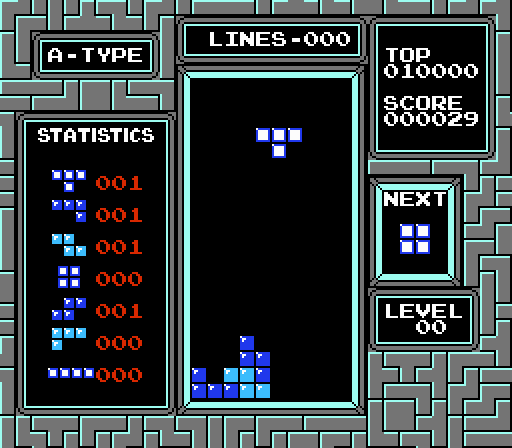 LINES-000
A-TYPE
TOP
010000
SCORE
000029
STATISTICS
001
001
001
000
001
000
000
NEXT
LEVEL
00